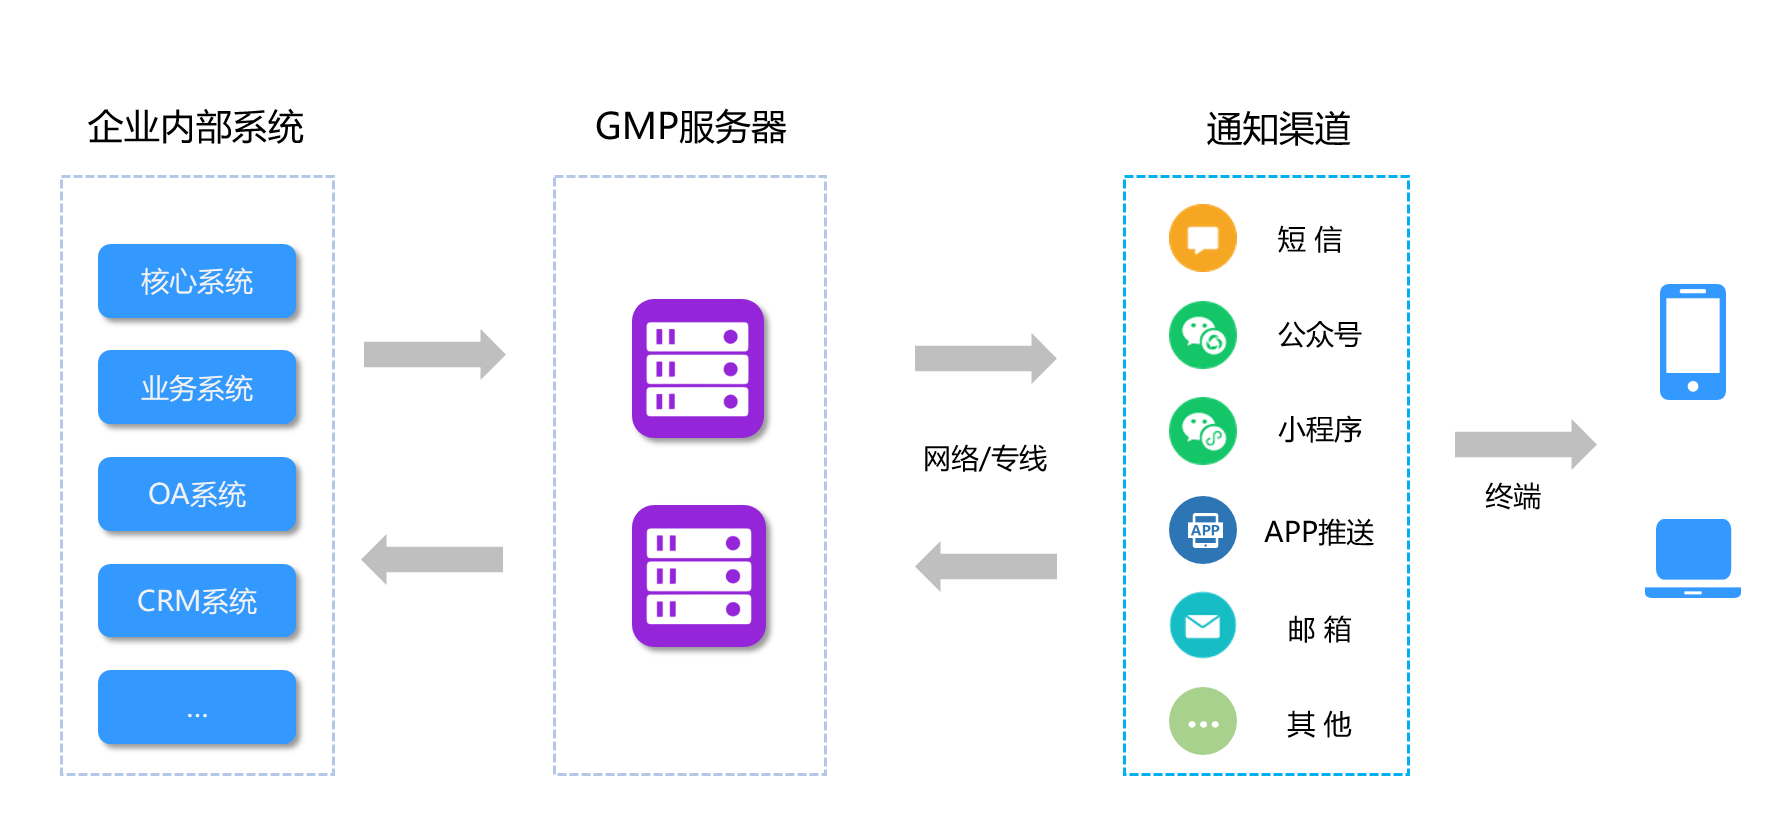 企业内部系统
核心系统
业务系统
OA系统
CRM系统
...
GMP服务器
网络/专线
通知渠道
短 信
公众号
小程序
APP
APP推送
邮 箱
其 他
终端